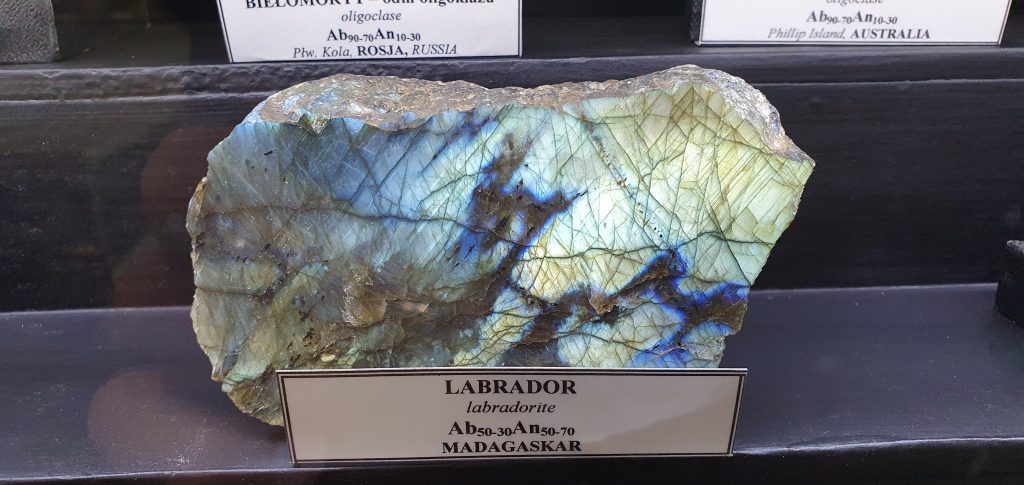 BIEŁOMORYT – odm oligoklazu
oligoclase
Ab90-70An10-30
Płw. Kola, ROSJA, RUSSIA
oligoclase
Ab90-70An10-30
Phillip Island, AUSTRALIA
LABRADOR
labradorite
Ab50-30An50-70
MADAGASKAR